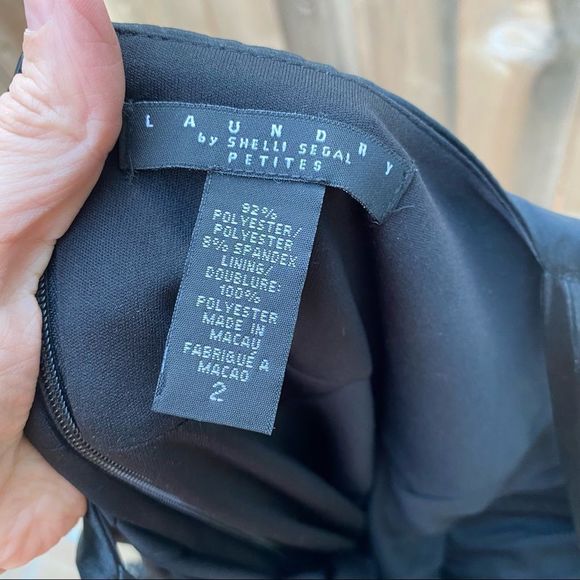 LAUNDRY
by SHELLI SEGAL
PETITES
92%
POLYESTER/
POLYESTER
8% SPANDEX
LINING/
DOUBLURE:
100%
POLYESTER
MADE IN
MACAU
FABRIQUÉ A
MACAO
2